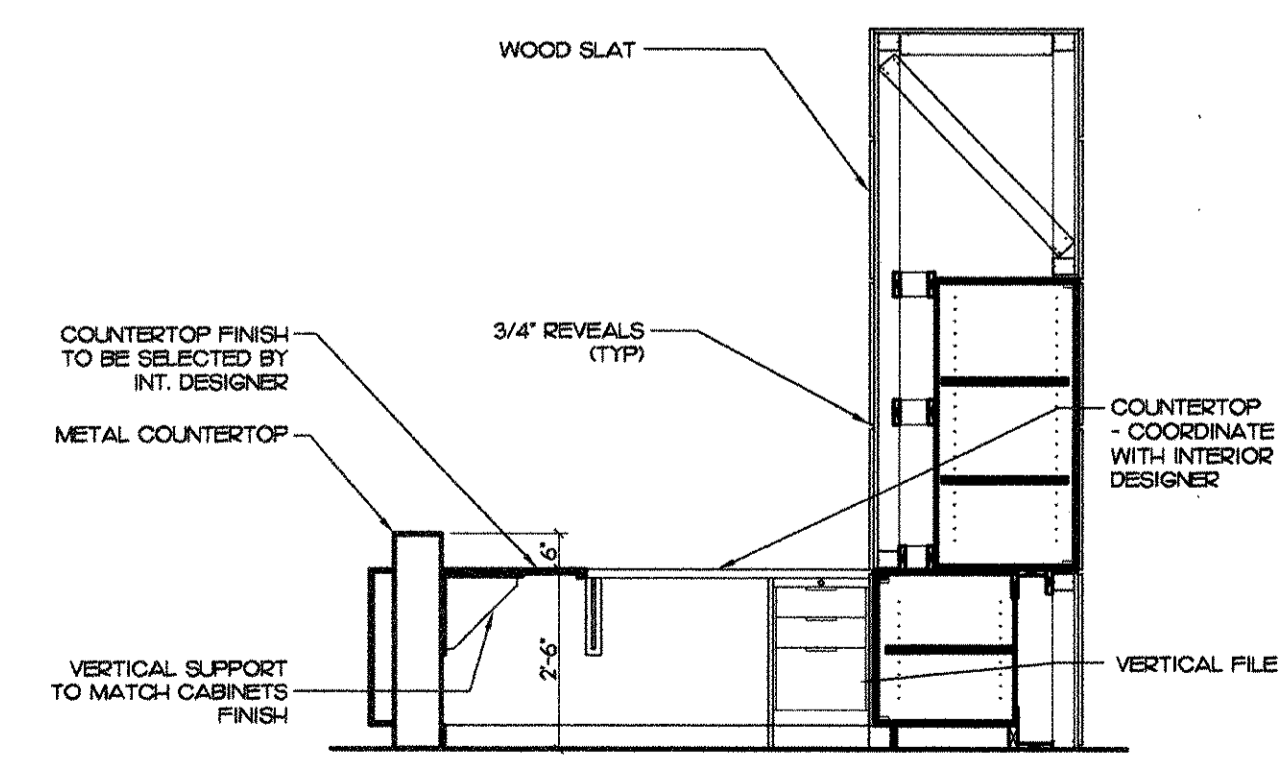 WOOD SLAT
COUNTERTOP FINISH
TO BE SELECTED BY
INT. DESIGNER
3/4" REVEALS
(TYP)
METAL COUNTERTOP
COUNTERTOP
- COORDINATE
WITH INTERIOR
DESIGNER
6"
2'-6"
VERTICAL SUPPORT
TO MATCH CABINETS
FINISH
VERTICAL FILE